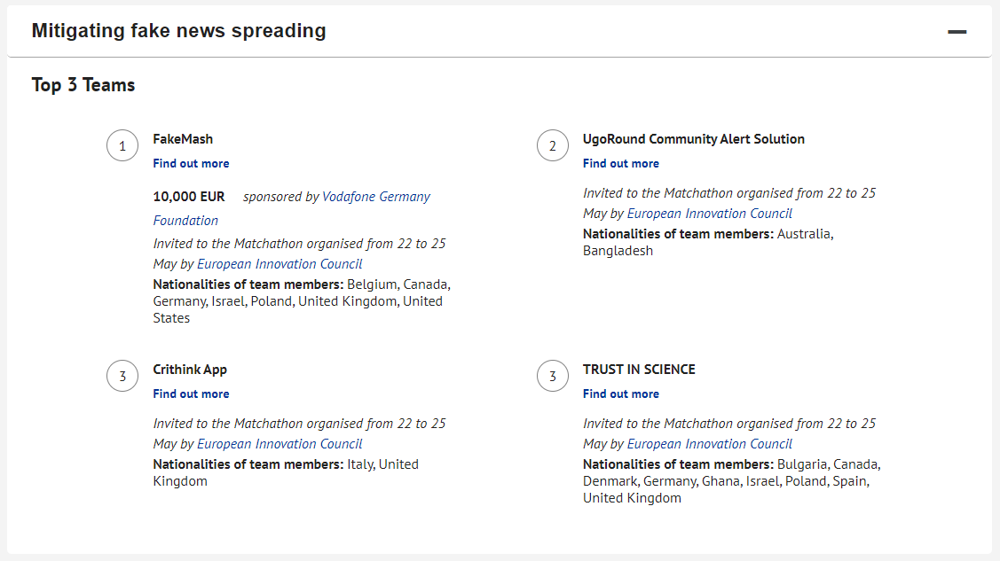 Mitigating fake news spreading
Top 3 Teams
1
FakeMash
Find out more
10,000 EUR sponsored by Vodafone Germany
Foundation
Invited to the Matchathon organised from 22 to 25
May by European Innovation Council
Nationalities of team members: Belgium, Canada,
Germany, Israel, Poland, United Kingdom, United
States
2
UgoRound Community Alert Solution
Find out more
Invited to the Matchathon organised from 22 to 25
May by European Innovation Council
Nationalities of team members: Australia,
Bangladesh
3
Crithink App
Find out more
Invited to the Matchathon organised from 22 to 25
May by European Innovation Council
Nationalities of team members: Italy, United
Kingdom
3
TRUST IN SCIENCE
Find out more
Invited to the Matchathon organised from 22 to 25
May by European Innovation Council
Nationalities of team members: Bulgaria, Canada,
Denmark, Germany, Ghana, Israel, Poland, Spain,
United Kingdom